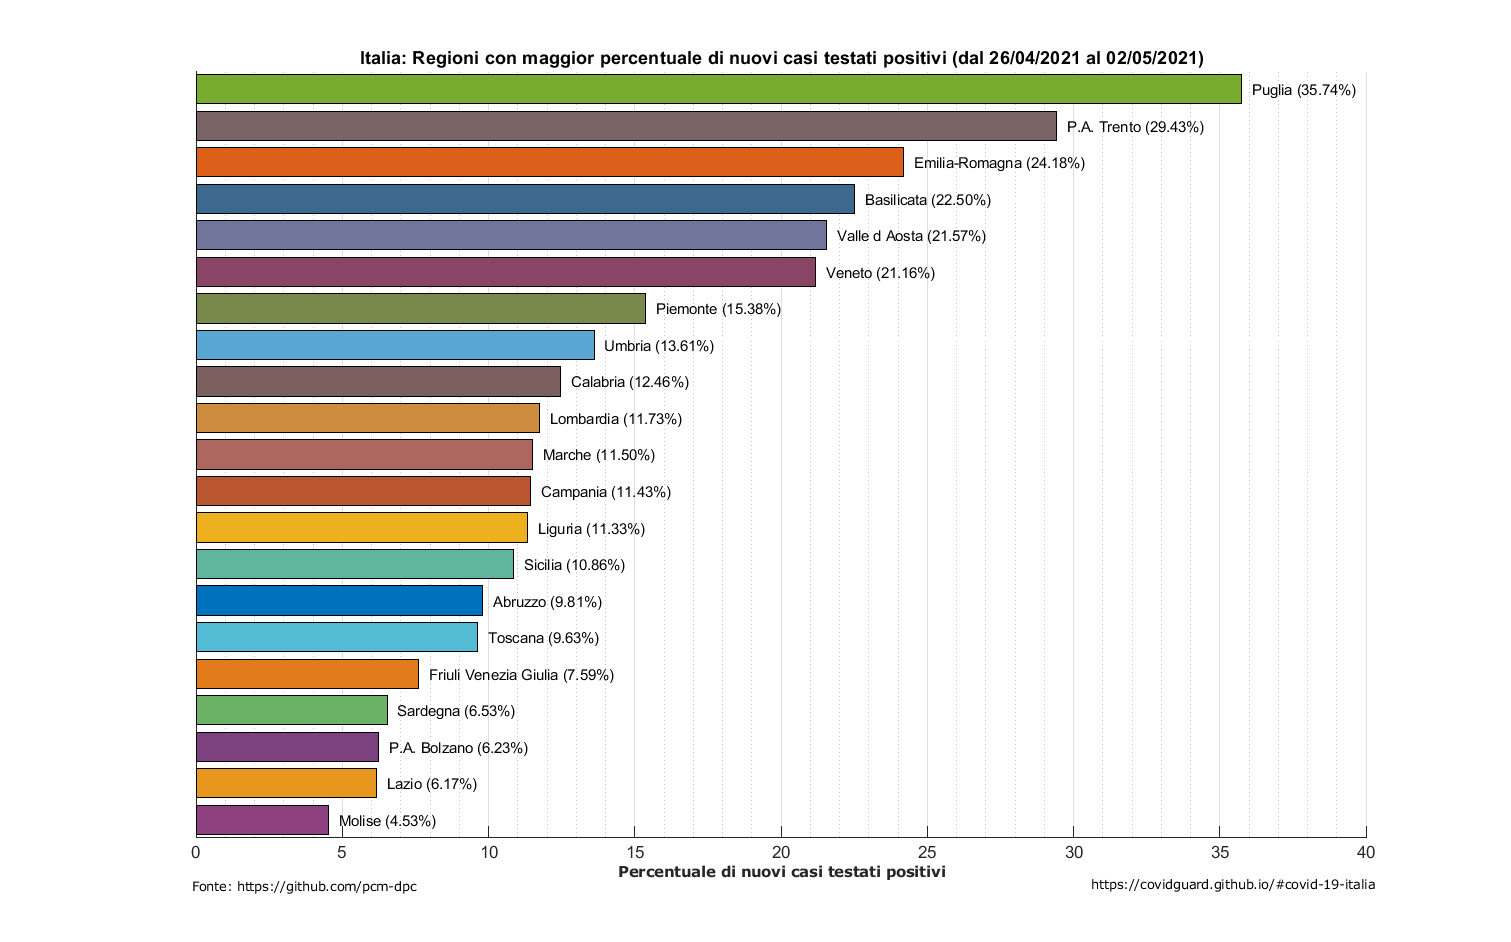 Italia: Regioni con maggior percentuale di nuovi casi testati positivi (dal 26/04/2021 al 02/05/2021)
Puglia (35.74%)
P.A. Trento (29.43%)
Emilia-Romagna (24.18%)
Basilicata (22.50%)
Valle d Aosta (21.57%)
Veneto (21.16%)
Piemonte (15.38%)
Umbria (13.61%)
Calabria (12.46%)
Lombardia (11.73%)
Marche (11.50%)
Campania (11.43%)
Liguria (11.33%)
Sicilia (10.86%)
Abruzzo (9.81%)
Toscana (9.63%)
Friuli Venezia Giulia (7.59%)
Sardegna (6.53%)
P.A. Bolzano (6.23%)
Lazio (6.17%)
Molise (4.53%)
0 5 10 15 20 25 30 35 40
Percentuale di nuovi casi testati positivi
Fonte: https://github.com/pcm-dpc
https://covidguard.github.io/#covid-19-italia